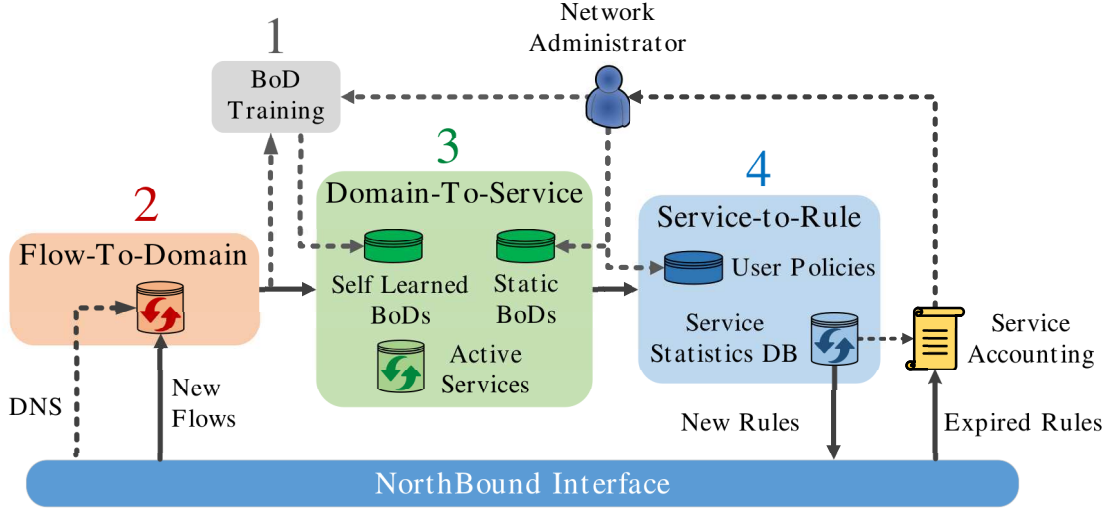 Network
Administrator
1
BoD
Training
3
Domain-To-Service
Self Learned
BoDs
Static
BoDs
Active
Services
4
Service-to-Rule
User Policies
Service
Statistics DB
2
Flow-To-Domain
DNS
New
Flows
New Rules
Service
Accounting
Expired Rules
NorthBound Interface